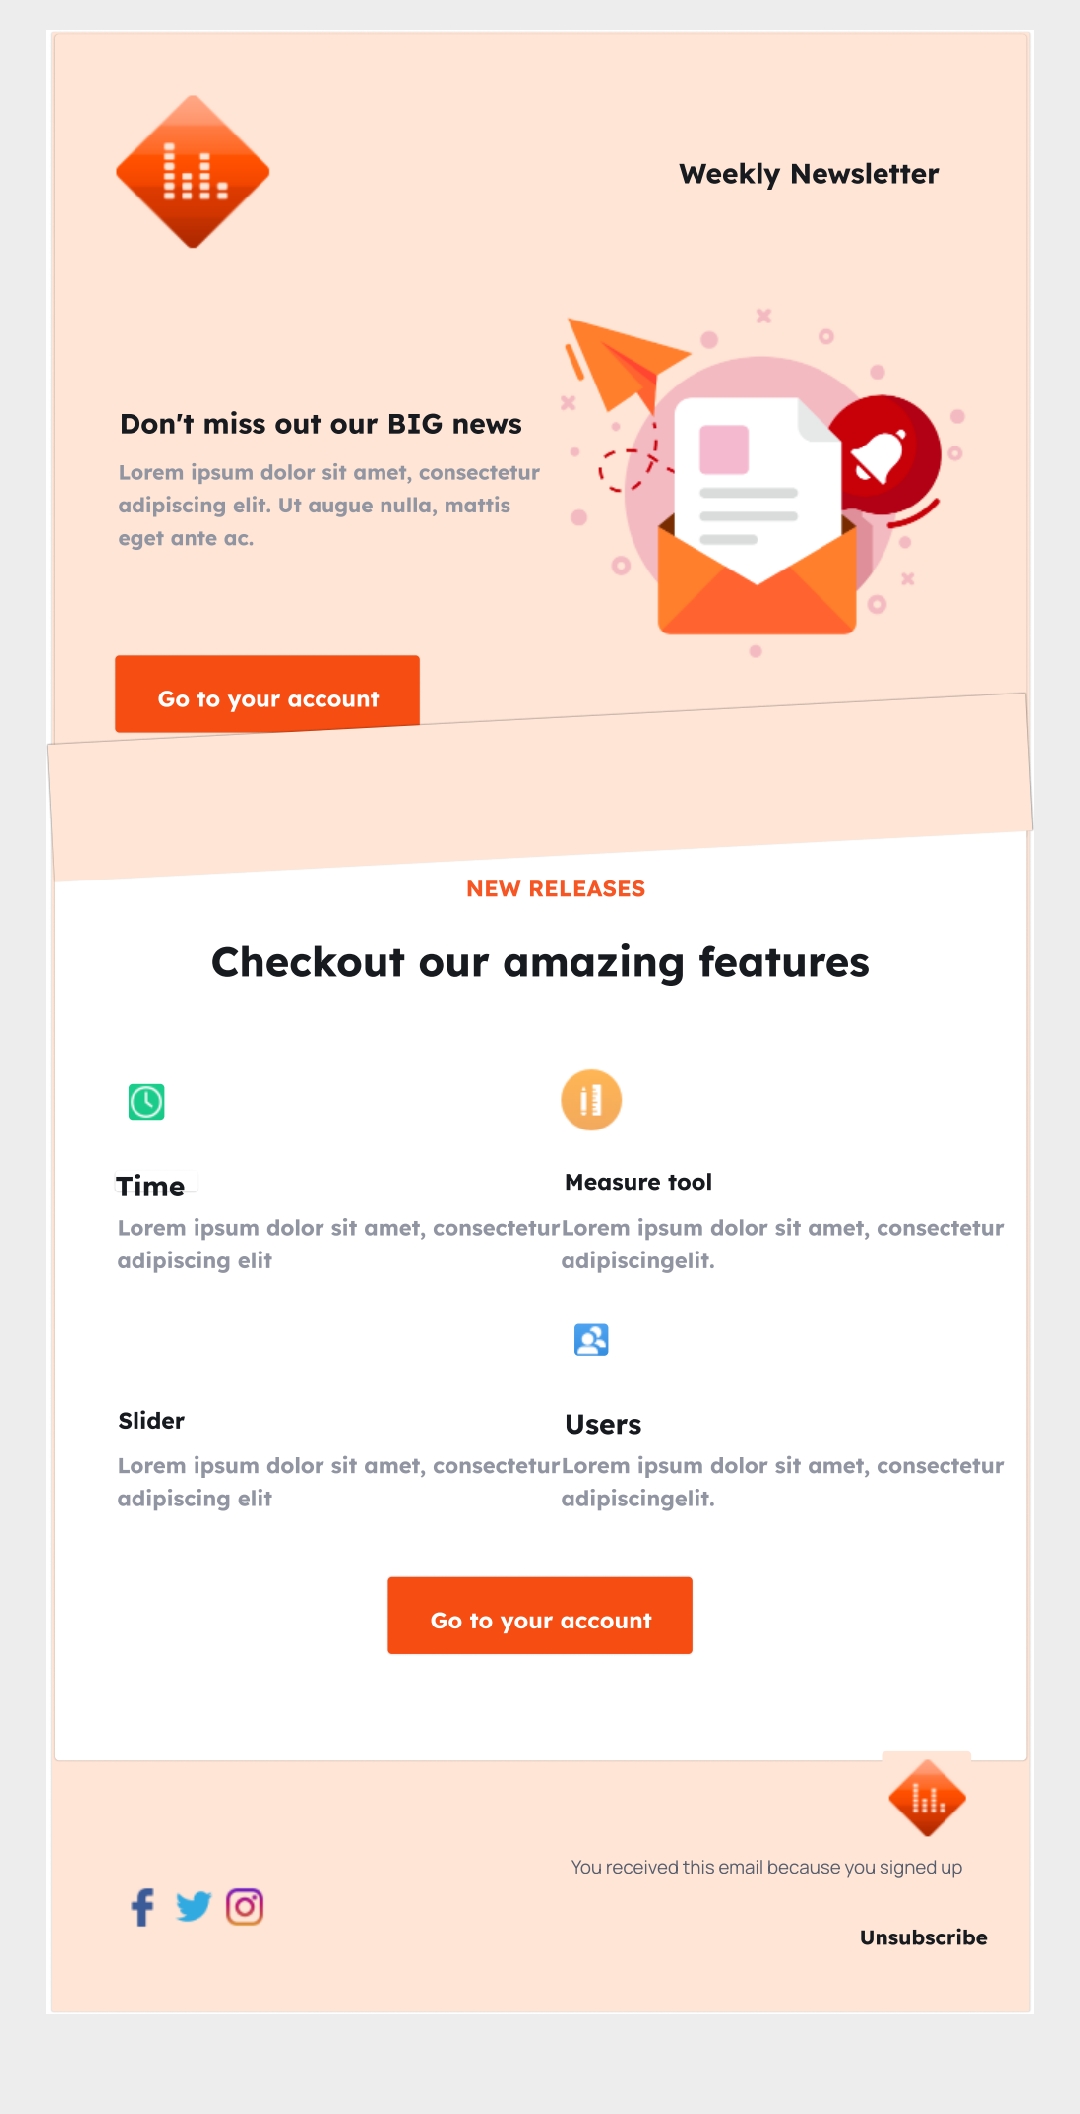 Weekly Newsletter
Don't miss out our BIG news
Lorem ipsum dolor sit amet, consectetur
adipiscing elit. Ut augue nulla, mattis
eget ante ac.
Go to your account
NEW RELEASES
Checkout our amazing features
Time
Lorem ipsum dolor sit amet, consectetur
adipiscing elit
Measure tool
Lorem ipsum dolor sit amet, consectetur
adipiscingelit.
Slider
Lorem ipsum dolor sit amet, consectetur
adipiscing elit
Users
Lorem ipsum dolor sit amet, consectetur
adipiscingelit.
Go to your account
You received this email because you signed up
Unsubscribe